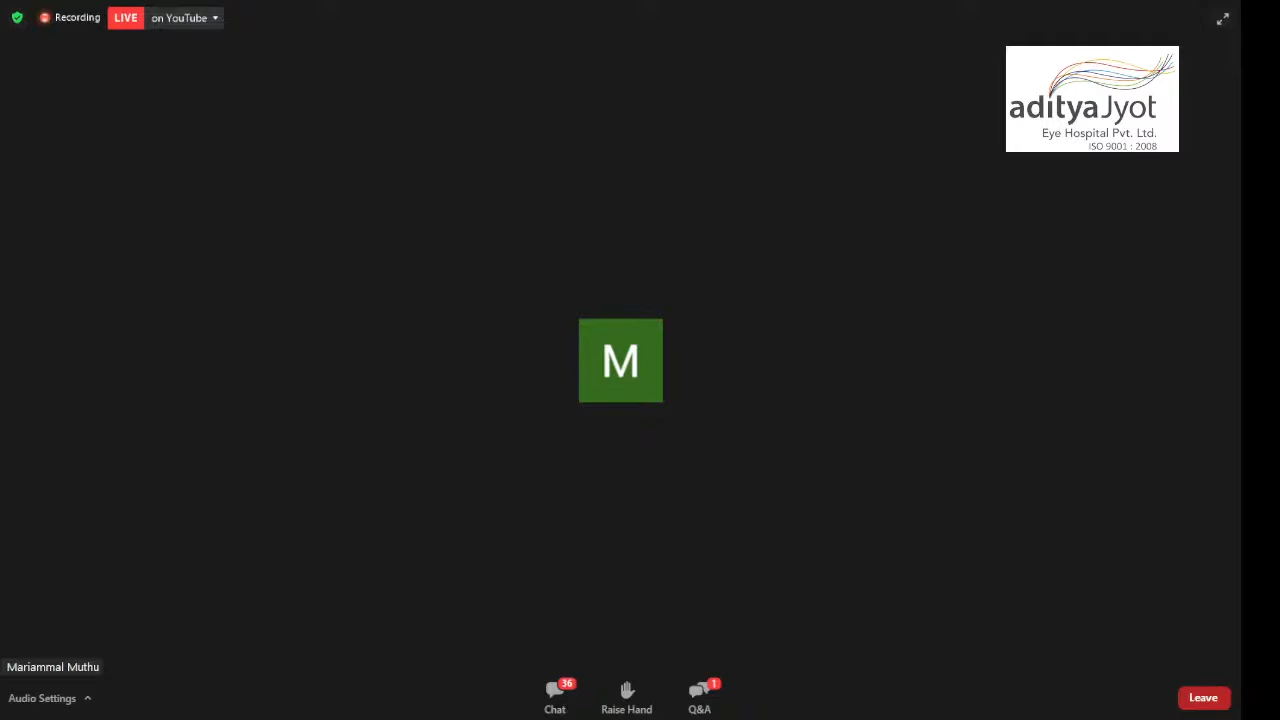 Recording
LIVE on YouTube
adityaJyot
Eye Hospital Pvt. Ltd.
ISO 9001 : 2008
M
Mariammal Muthu
Audio Settings
36
Chat
Raise Hand
1
Q&A
Leave